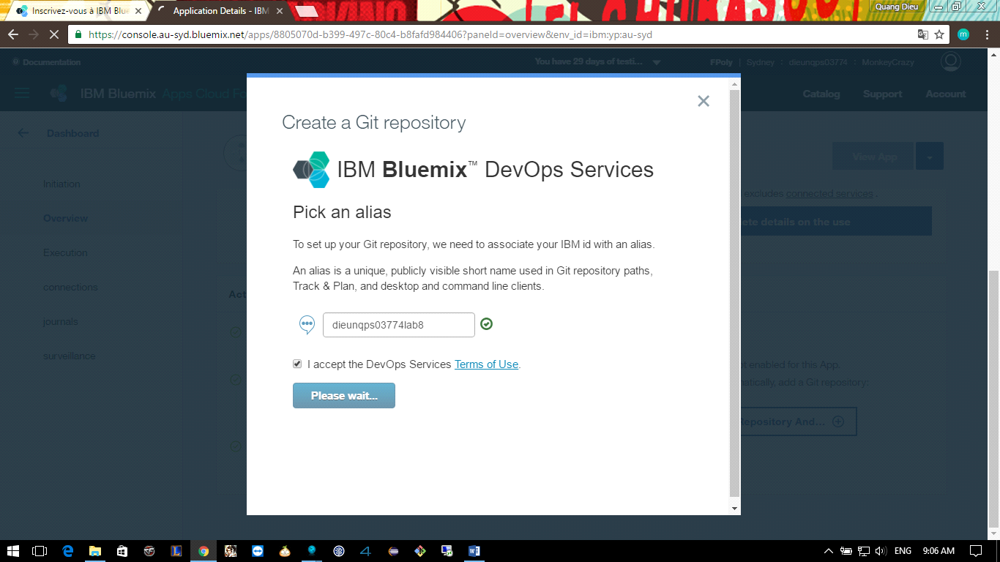 Inscrivez-vous à IBM Blue
Application Details - IBM
Quang Dieu
https://console.au-syd.bluemix.net/apps/8805070d-b399-497c-80c4-b8fafd984406?paneId=overview&env_id=ibm:yp:au-syd
m
Documentation
You have 29 days of testi...
FPoly | Sydney : dieunqps03774 : MonkeyCrazy
IBM Bluemix Apps Cloud Fo
Catalog Support Account
Dashboard
Initiation
Overview
Execution
connections
journals
surveillance
View App
excludes connected services .
ete details on the use
Act
ot enabled for this App.
matically, add a Git repository:
Repository And...
Create a Git repository
IBM Bluemix™ DevOps Services
Pick an alias
To set up your Git repository, we need to associate your IBM id with an alias.
An alias is a unique, publicly visible short name used in Git repository paths,
Track & Plan, and desktop and command line clients.
dieunqps03774lab8
I accept the DevOps Services Terms of Use.
Please wait...
ENG
9:06 AM